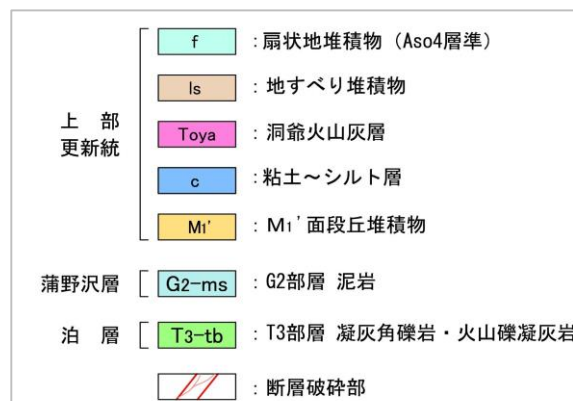 f :扇状地堆積物(Aso4層準)
ls :地すべり堆積物
上 部
更新統
Toya :洞爺火山灰層
c :粘土～シルト層
M1' :M1'面段丘堆積物
蒲野沢層 G2-ms :G2部層 泥岩
泊 層 T3-tb :T3部層 凝灰角礫岩・火山礫凝灰岩
:断層破砕部